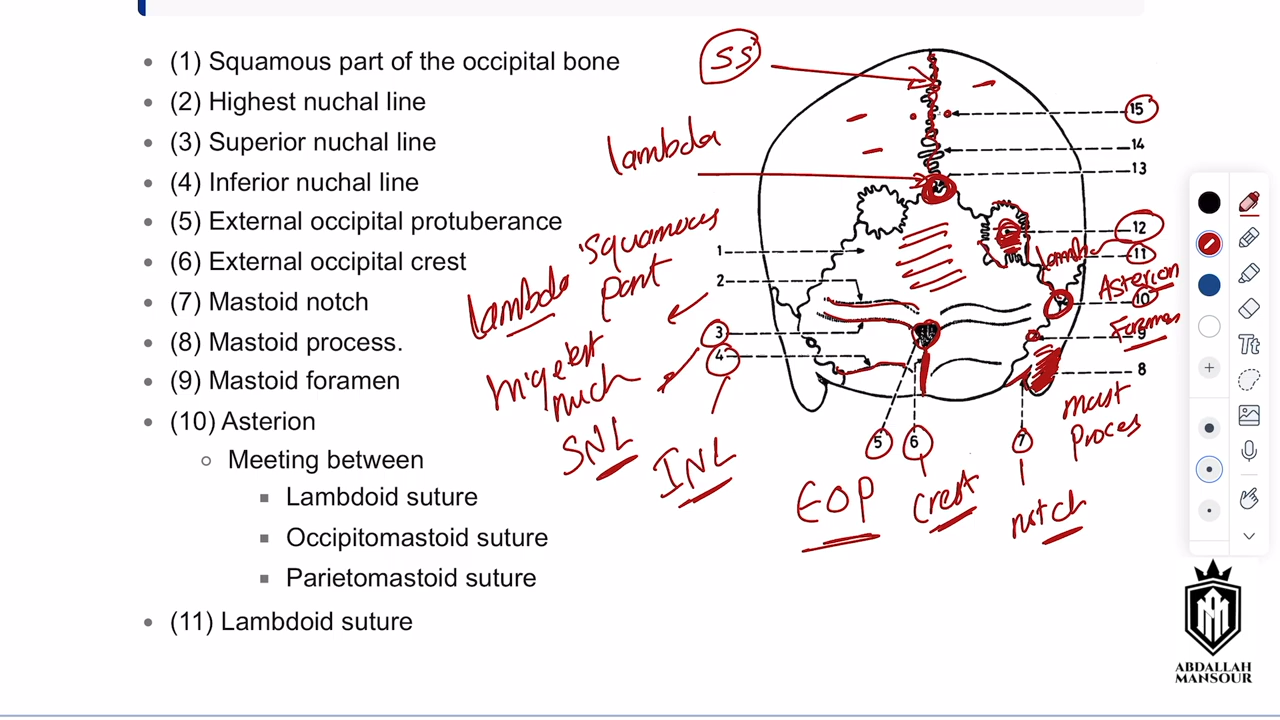 (1) Squamous part of the occipital bone
(2) Highest nuchal line
(3) Superior nuchal line
(4) Inferior nuchal line
(5) External occipital protuberance
(6) External occipital crest
(7) Mastoid notch
(8) Mastoid process.
(9) Mastoid foramen
(10) Asterion
Meeting between
Lambdoid suture
Occipitomastoid suture
Parietomastoid suture
(11) Lambdoid suture
SS
lambda
squamous
part
lambda
nuch
SNL
INL
EOP
Crest
notch
mast
Proces
Asterion
15
14
13
12
11
10
9
8
1
2
3
4
5
6
7
Tt
ABDALLAH
MANSOUR